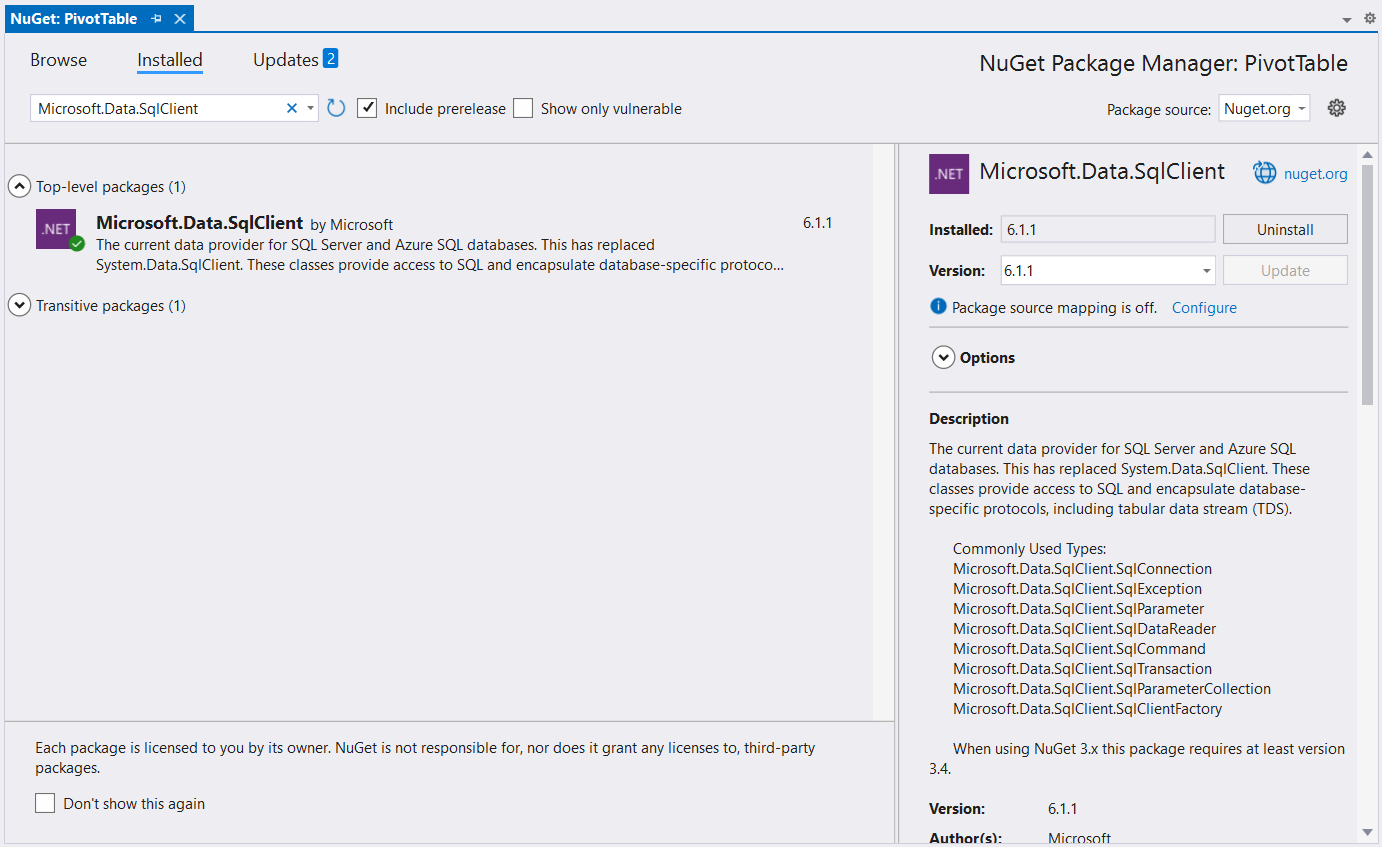 NuGet: PivotTable
Browse
Installed
Updates 2
NuGet Package Manager: PivotTable
Microsoft.Data.SqlClient
Include prerelease
Show only vulnerable
Package source: Nuget.org
Top-level packages (1)
.NET
Microsoft.Data.SqlClient by Microsoft
6.1.1
The current data provider for SQL Server and Azure SQL databases. This has replaced
System.Data.SqlClient. These classes provide access to SQL and encapsulate database-specific protoco...
Transitive packages (1)
Each package is licensed to you by its owner. NuGet is not responsible for, nor does it grant any licenses to, third-party
packages.
Don't show this again
.NET
Microsoft.Data.SqlClient
nuget.org
Installed: 6.1.1
Uninstall
Version: 6.1.1
Update
Package source mapping is off. Configure
Options
Description
The current data provider for SQL Server and Azure SQL
databases. This has replaced System.Data.SqlClient. These
classes provide access to SQL and encapsulate database-
specific protocols, including tabular data stream (TDS).
Commonly Used Types:
Microsoft.Data.SqlClient.SqlConnection
Microsoft.Data.SqlClient.SqlException
Microsoft.Data.SqlClient.SqlParameter
Microsoft.Data.SqlClient.SqlDataReader
Microsoft.Data.SqlClient.SqlCommand
Microsoft.Data.SqlClient.SqlTransaction
Microsoft.Data.SqlClient.SqlParameterCollection
Microsoft.Data.SqlClient.SqlClientFactory
When using NuGet 3.x this package requires at least version
3.4.
Version: 6.1.1
Author(s): Microsoft